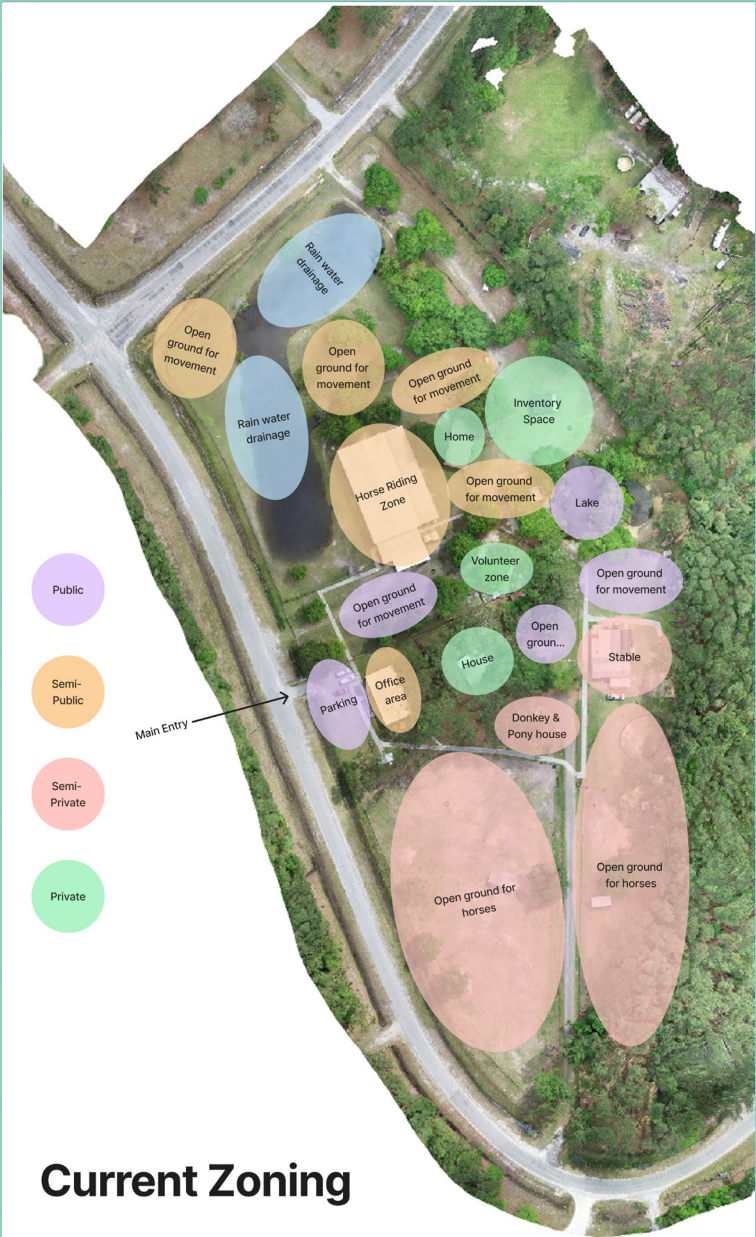 Rain water
drainage
Open
ground for
movement
Open
ground for
movement
Open ground
for movement
Inventory
Space
Rain water
drainage
Home
Horse Riding
Zone
Open ground
for movement
Lake
Public
Volunteer
zone
Open ground
for movement
Open ground
for movement
Open
groun...
House
Stable
Semi-
Public
Office
area
Parking
Main Entry
Donkey &
Pony house
Semi-
Private
Open ground for
horses
Open ground
for horses
Private
Current Zoning